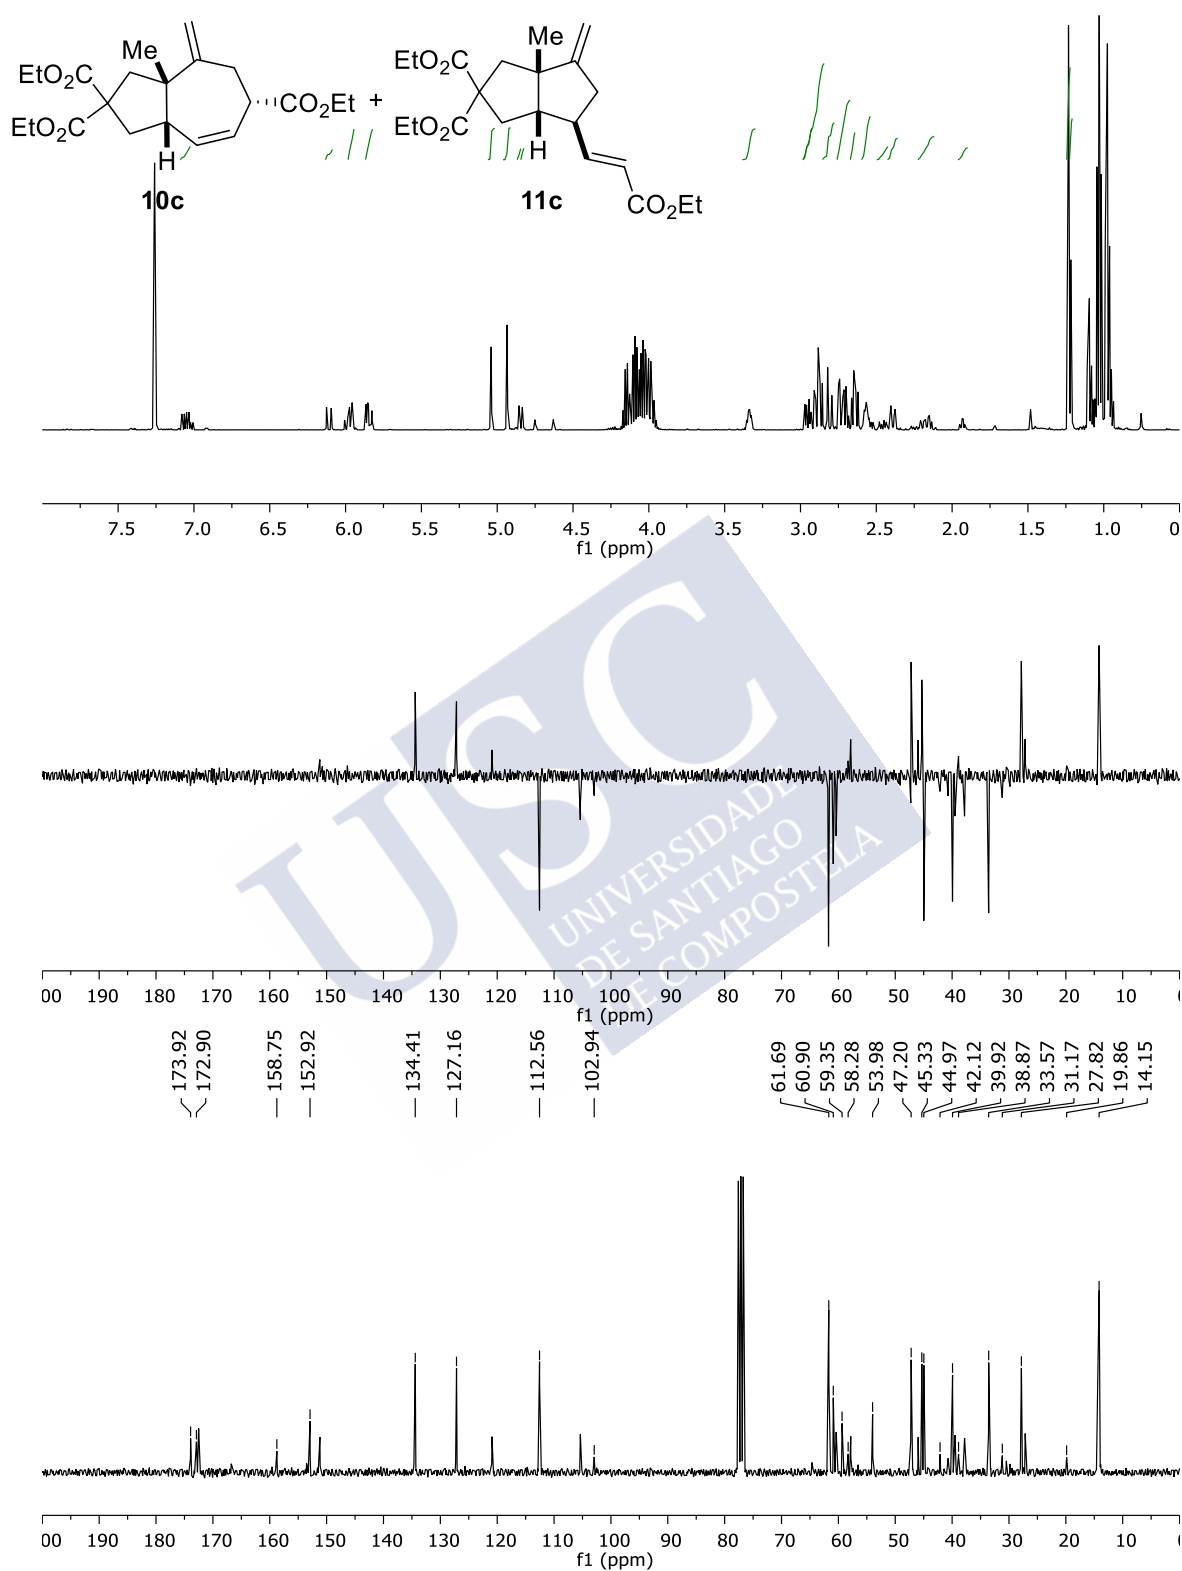 Me
EtO2C
EtO2C
CO2Et
H
10c
+
Me
EtO2C
EtO2C
H
CO2Et
11c
7.5 7.0 6.5 6.0 5.5 5.0 4.5 4.0 3.5 3.0 2.5 2.0 1.5 1.0 0
f1 (ppm)
USC
UNIVERSIDADE
DE SANTIAGO
DE COMPOSTELA
00 190 180 170 160 150 140 130 120 110 100 90 80 70 60 50 40 30 20 10 0
f1 (ppm)
173.92
172.90
158.75
152.92
134.41
127.16
112.56
102.94
61.69
60.90
59.35
58.28
53.98
47.20
45.33
44.97
42.12
39.92
38.87
33.57
31.17
27.82
19.86
14.15
00 190 180 170 160 150 140 130 120 110 100 90 80 70 60 50 40 30 20 10 0
f1 (ppm)